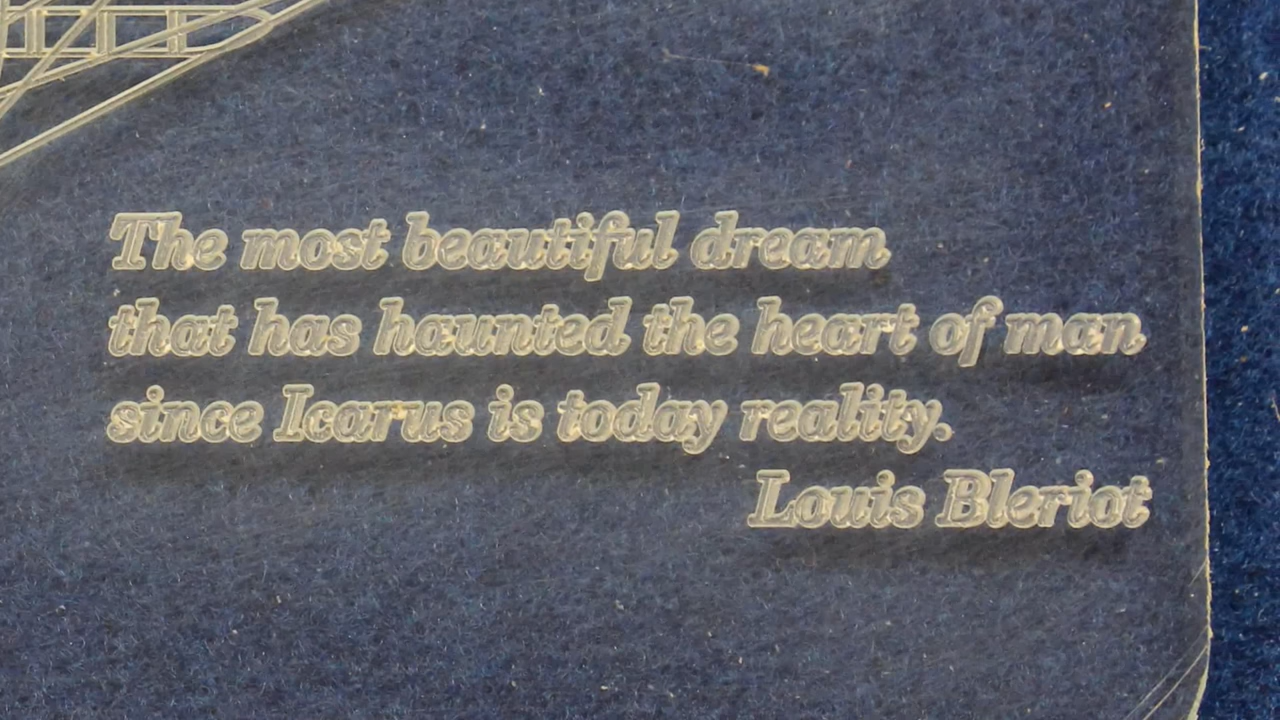 The most beautiful dream
that has haunted the heart of man
since Icarus is today reality.
Louis Bleriot